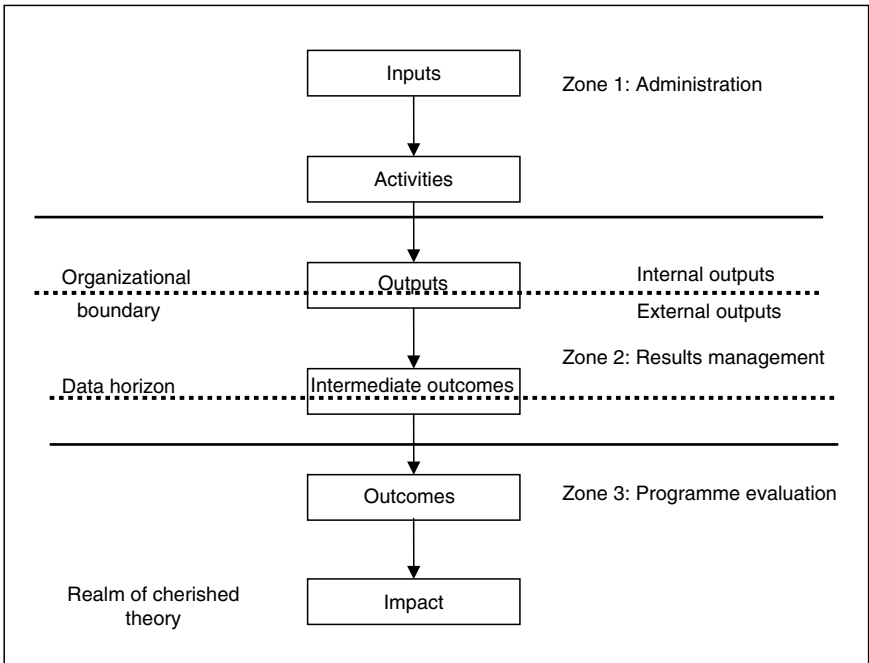 Inputs
Zone 1: Administration
Activities
Organizational
boundary
Outputs
Internal outputs
External outputs
Zone 2: Results management
Data horizon
Intermediate outcomes
Outcomes
Zone 3: Programme evaluation
Realm of cherished
theory
Impact